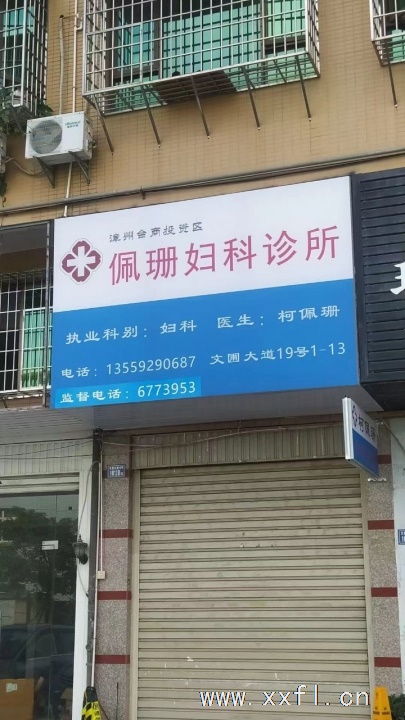 漳州台商投资区
佩珊妇科诊所
执业科别：妇科 医生：柯佩珊
电话：13559290687 文圃大道19号1-13
监督电话：6773953
www.xxfl.cn